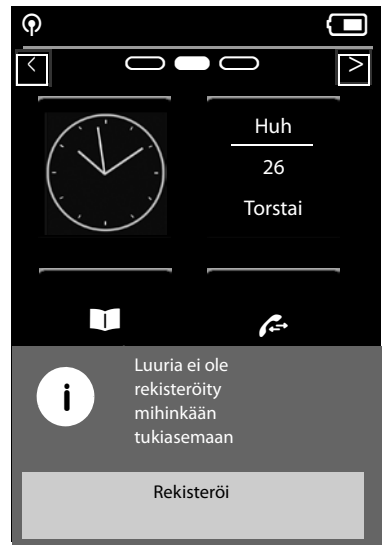 < >
Huh
26
Torstai
Luuria ei ole
rekisteröity
mihinkään
tukiasemaan
Rekisteröi